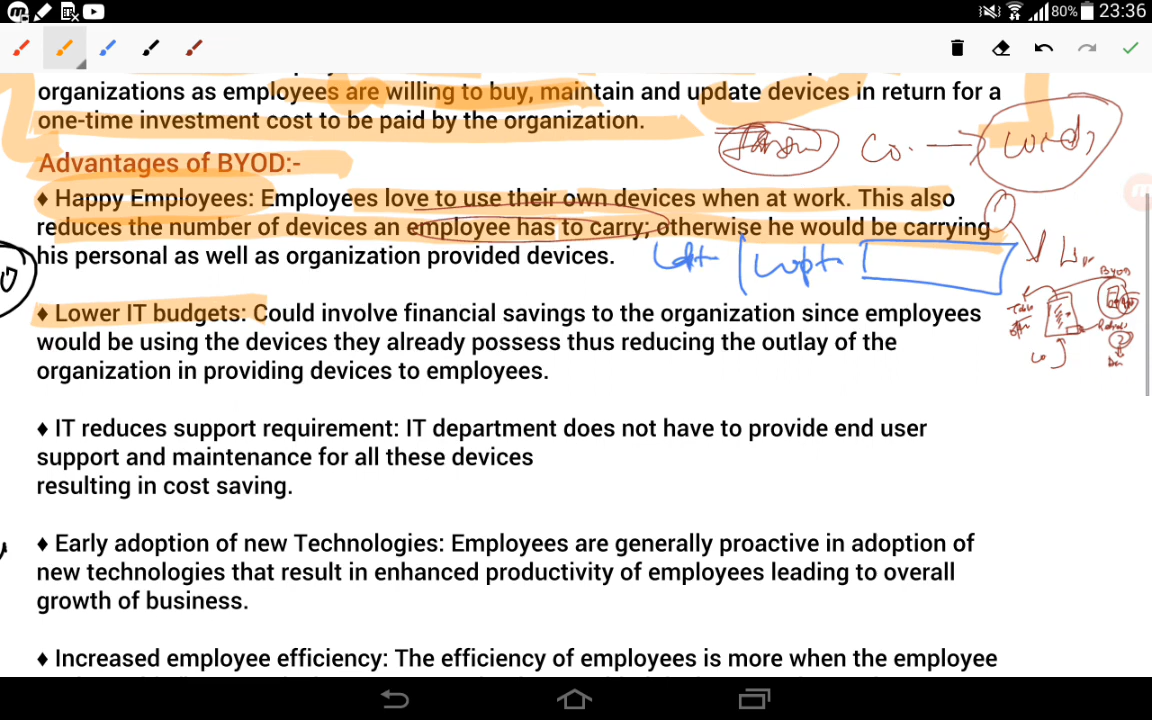 80% 23:36
organizations as employees are willing to buy, maintain and update devices in return for a
one-time investment cost to be paid by the organization.
Co.
Advantages of BYOD:-
♦ Happy Employees: Employees love to use their own devices when at work. This also
reduces the number of devices an employee has to carry; otherwise he would be carrying
his personal as well as organization provided devices.
BYOD
♦ Lower IT budgets: Could involve financial savings to the organization since employees
would be using the devices they already possess thus reducing the outlay of the
organization in providing devices to employees.
♦ IT reduces support requirement: IT department does not have to provide end user
support and maintenance for all these devices
resulting in cost saving.
♦ Early adoption of new Technologies: Employees are generally proactive in adoption of
new technologies that result in enhanced productivity of employees leading to overall
growth of business.
♦ Increased employee efficiency: The efficiency of employees is more when the employee